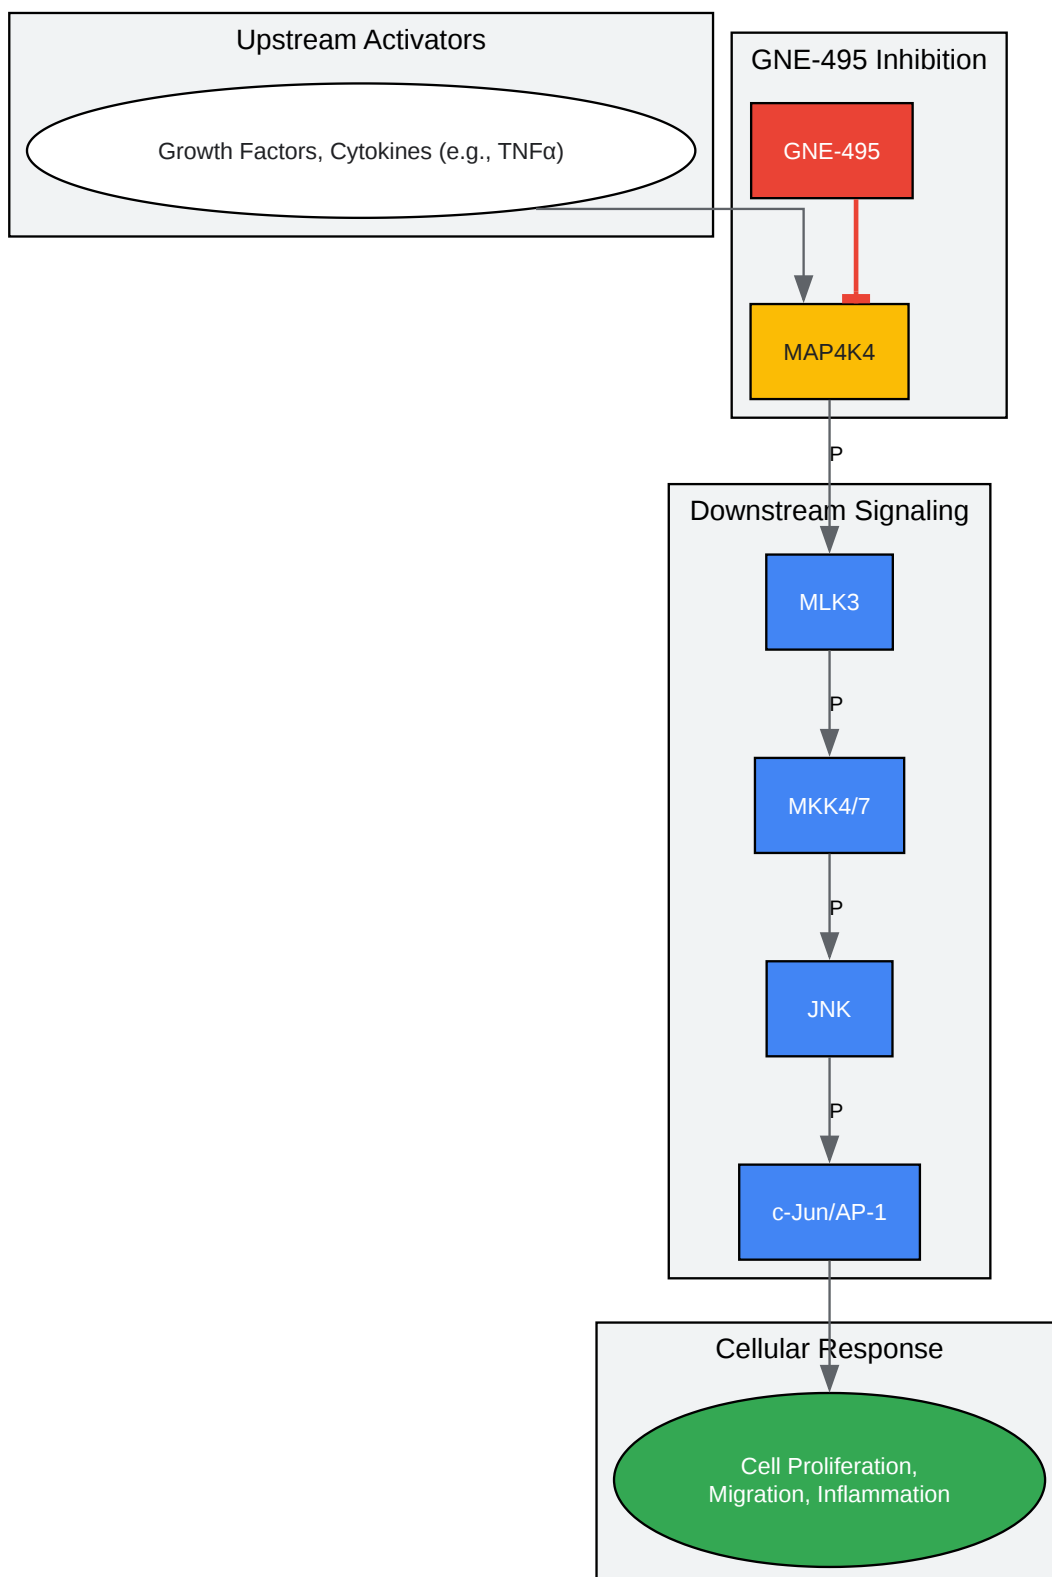 Upstream Activators
Growth Factors, Cytokines (e.g., TNFα)
GNE-495 Inhibition
GNE-495
MAP4K4
P
Downstream Signaling
MLK3
P
MKK4/7
P
JNK
P
c-Jun/AP-1
Cellular Response
Cell Proliferation,
Migration, Inflammation